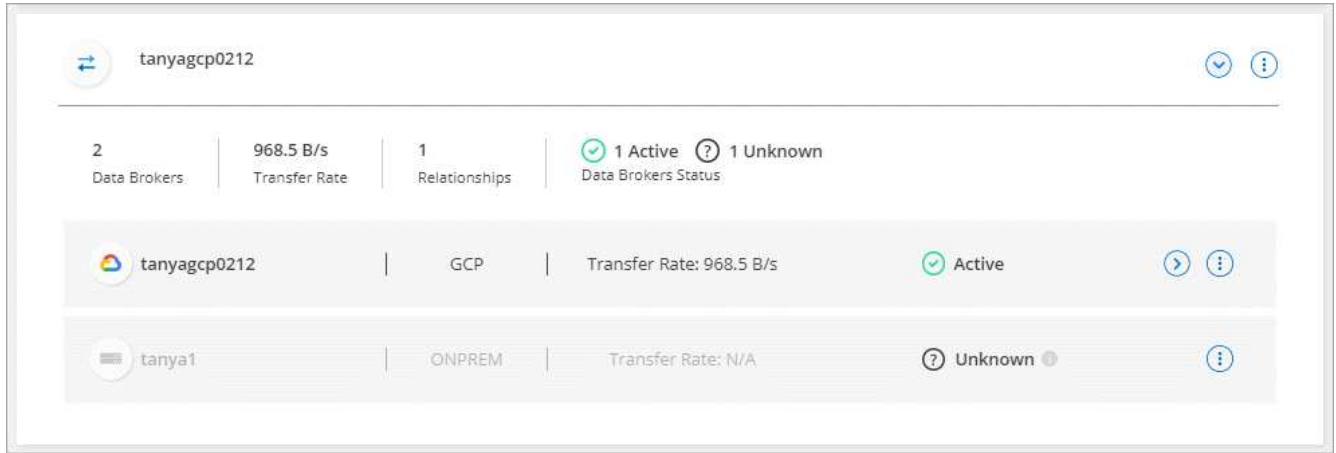 tanyagcp0212
2 968.5 B/s 1 1 Active 1 Unknown
Data Brokers Transfer Rate Relationships Data Brokers Status
tanyagcp0212 GCP Transfer Rate: 968.5 B/s Active
tanya1 ONPREM Transfer Rate: N/A Unknown